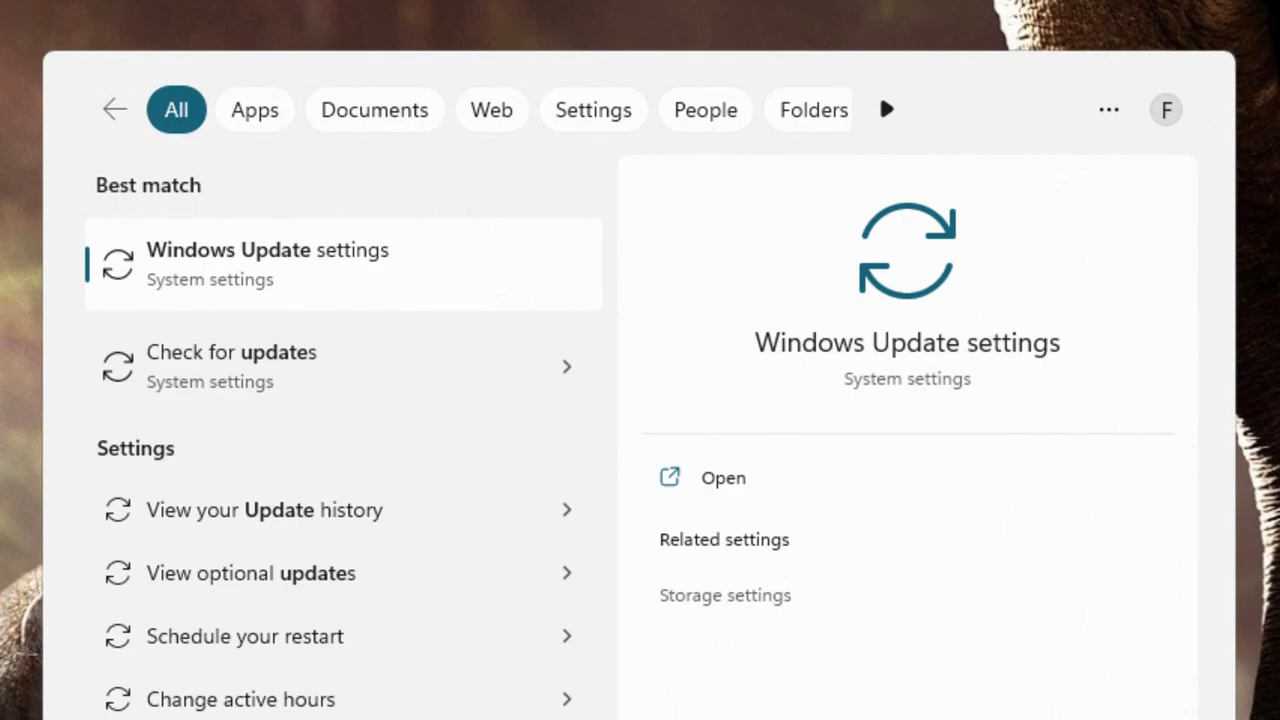 All
Apps
Documents
Web
Settings
People
Folders
F
Best match
Windows Update settings
System settings
Check for updates
System settings
Settings
View your Update history
View optional updates
Schedule your restart
Change active hours
Windows Update settings
System settings
Open
Related settings
Storage settings